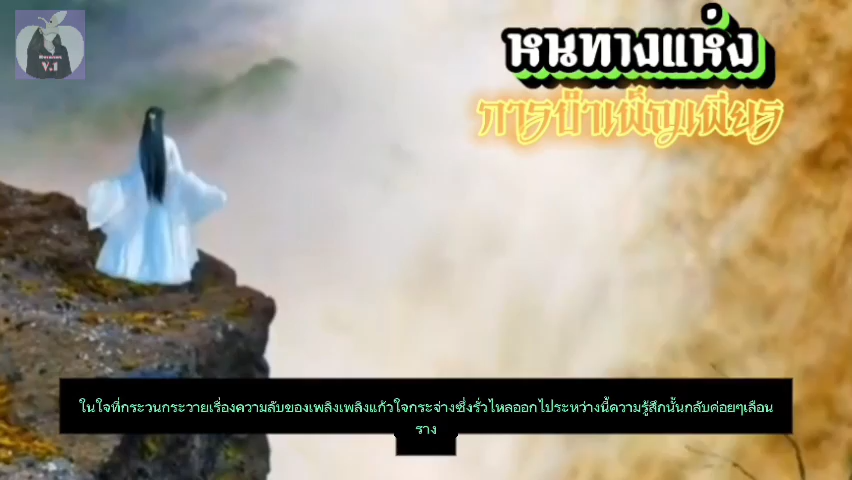 V.1
หนทางแห่ง
การบำเพ็ญเพียร
ในใจที่กระวนกระวายเรื่องความลับของเพลิงเพลิงแก้วใจกระจ่างซึ่งรั่วไหลออกไประหว่างนี้ความรู้สึกนั้นกลับค่อยๆเลือน
ราง